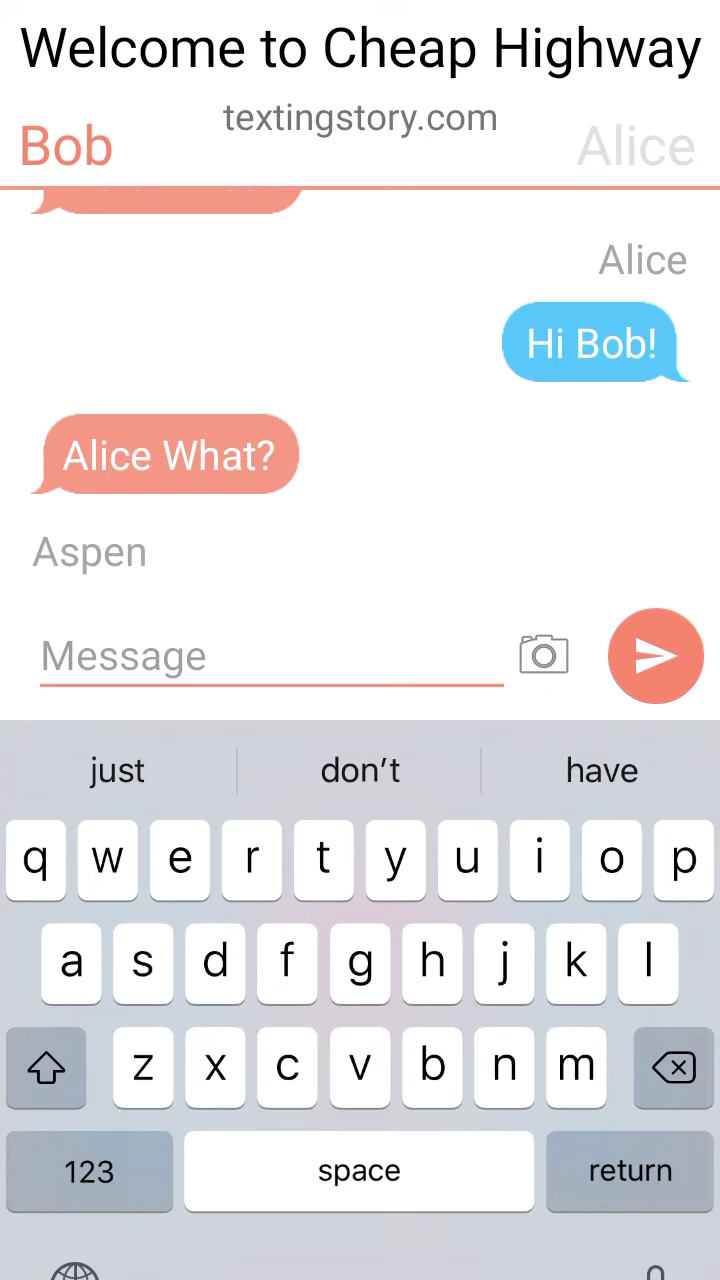 Welcome to Cheap Highway
textingstory.com
Bob
Alice
Alice
Hi Bob!
Alice What?
Aspen
Message
just don't have
q w e r t y u i o p
a s d f g h j k l
z x c v b n m
123 space return